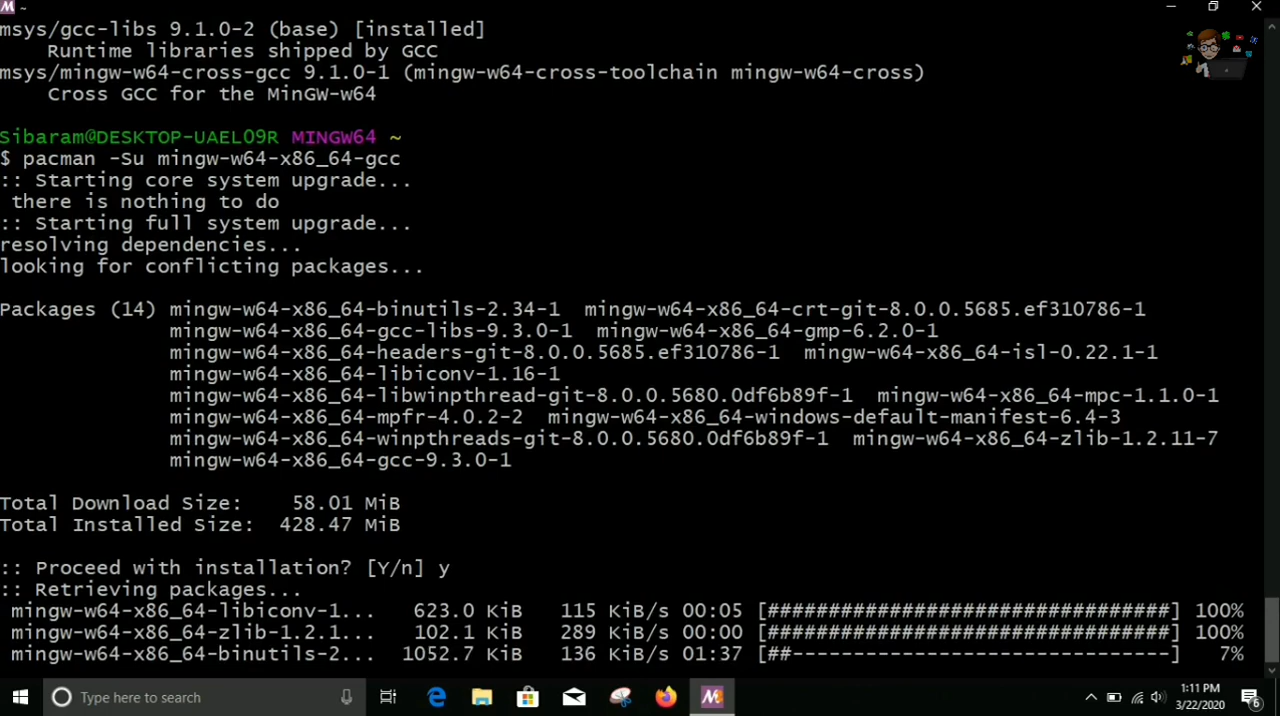 ~
msys/gcc-libs 9.1.0-2 (base) [installed]
    Runtime libraries shipped by GCC
msys/mingw-w64-cross-gcc 9.1.0-1 (mingw-w64-cross-toolchain mingw-w64-cross)
    Cross GCC for the MinGW-w64
Sibaram@DESKTOP-UAEL09R MINGW64 ~
$ pacman -Su mingw-w64-x86_64-gcc
:: Starting core system upgrade...
 there is nothing to do
:: Starting full system upgrade...
resolving dependencies...
looking for conflicting packages...
Packages (14) mingw-w64-x86_64-binutils-2.34-1  mingw-w64-x86_64-crt-git-8.0.0.5685.ef310786-1
              mingw-w64-x86_64-gcc-libs-9.3.0-1  mingw-w64-x86_64-gmp-6.2.0-1
              mingw-w64-x86_64-headers-git-8.0.0.5685.ef310786-1  mingw-w64-x86_64-isl-0.22.1-1
              mingw-w64-x86_64-libiconv-1.16-1
              mingw-w64-x86_64-libwinpthread-git-8.0.0.5680.0df6b89f-1  mingw-w64-x86_64-mpc-1.1.0-1
              mingw-w64-x86_64-mpfr-4.0.2-2  mingw-w64-x86_64-windows-default-manifest-6.4-3
              mingw-w64-x86_64-winpthreads-git-8.0.0.5680.0df6b89f-1  mingw-w64-x86_64-zlib-1.2.11-7
              mingw-w64-x86_64-gcc-9.3.0-1
Total Download Size:    58.01 MiB
Total Installed Size:  428.47 MiB
:: Proceed with installation? [Y/n] y
:: Retrieving packages...
 mingw-w64-x86_64-libiconv-1...   623.0 KiB   115 KiB/s 00:05 [#################################] 100%
 mingw-w64-x86_64-zlib-1.2.1...   102.1 KiB   289 KiB/s 00:00 [#################################] 100%
 mingw-w64-x86_64-binutils-2...  1052.7 KiB   136 KiB/s 01:37 [##-------------------------------]   7%
Type here to search
1:11 PM
3/22/2020
6